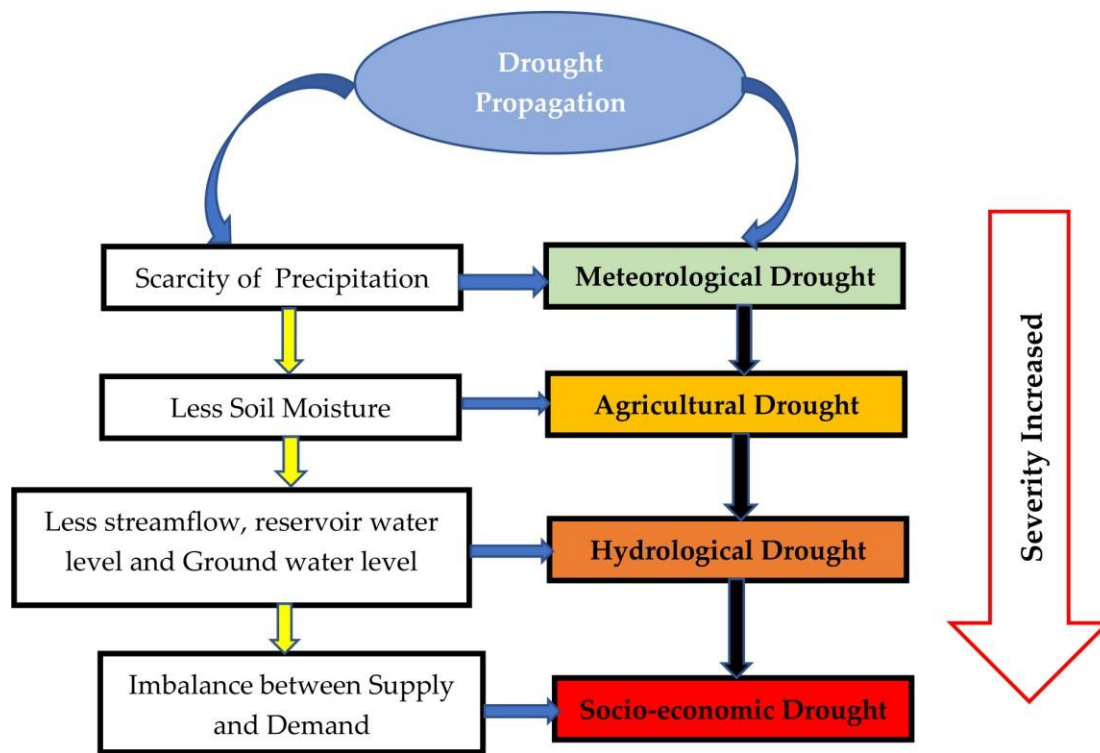 Drought
Propagation
Scarcity of Precipitation
Meteorological Drought
Less Soil Moisture
Agricultural Drought
Less streamflow, reservoir water
level and Ground water level
Hydrological Drought
Imbalance between Supply
and Demand
Socio-economic Drought
Severity Increased